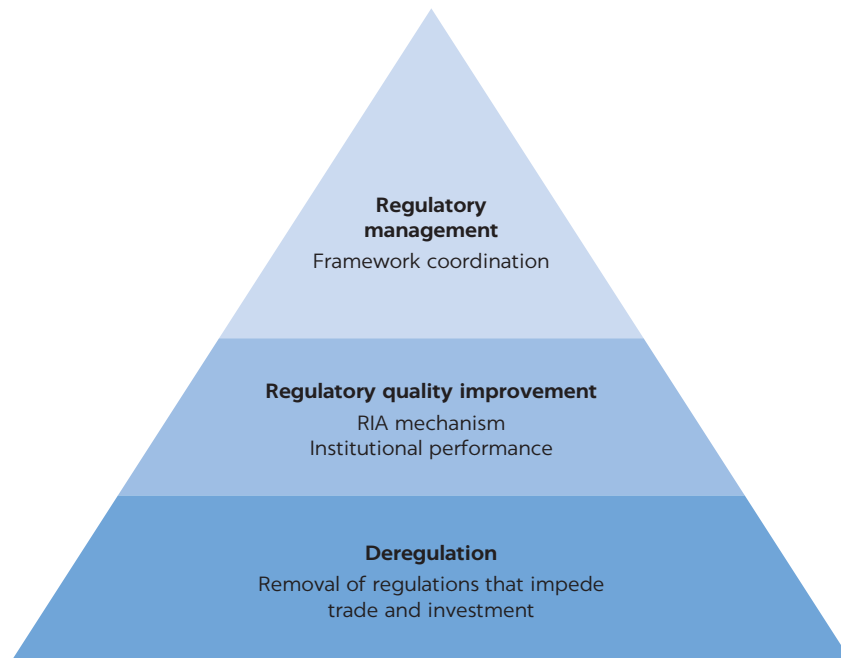 Regulatory
management
Framework coordination
Regulatory quality improvement
RIA mechanism
Institutional performance
Deregulation
Removal of regulations that impede
trade and investment